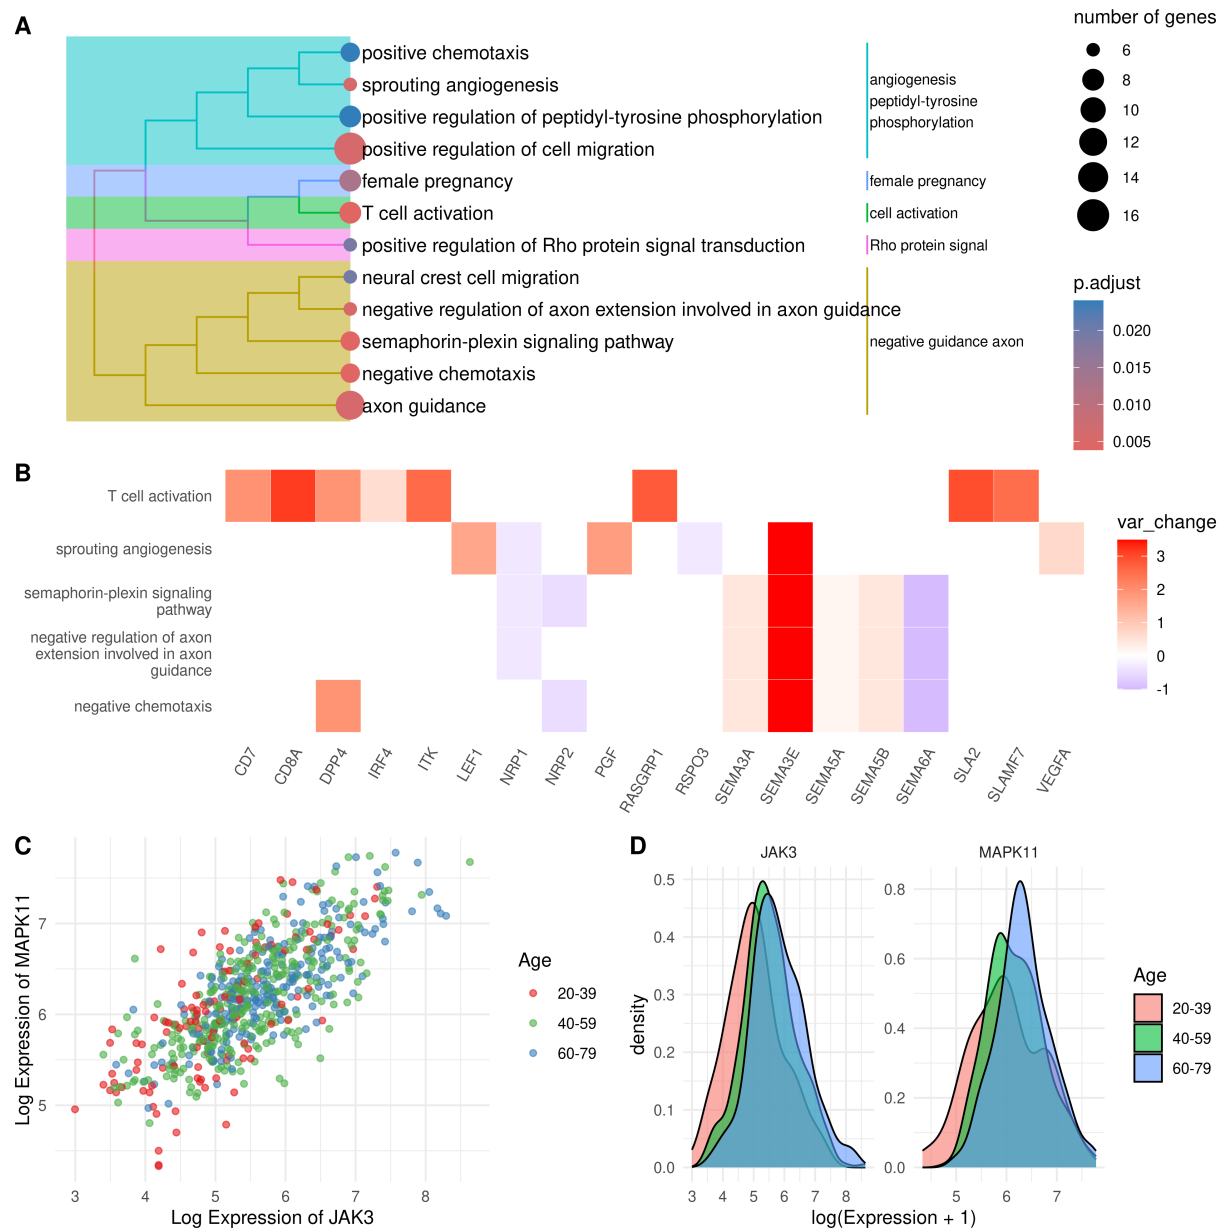 A
positive chemotaxis
sprouting angiogenesis
positive regulation of peptidyl-tyrosine phosphorylation
positive regulation of cell migration
female pregnancy
T cell activation
positive regulation of Rho protein signal transduction
neural crest cell migration
negative regulation of axon extension involved in axon guidance
semaphorin-plexin signaling pathway
negative chemotaxis
axon guidance
angiogenesis
peptidyl-tyrosine
phosphorylation
female pregnancy
cell activation
Rho protein signal
negative guidance axon
number of genes
6
8
10
12
14
16
p.adjust
0.020
0.015
0.010
0.005
B
T cell activation
sprouting angiogenesis
semaphorin-plexin signaling
pathway
negative regulation of axon
extension involved in axon
guidance
negative chemotaxis
CD7
CD8A
DPP4
IRF4
ITK
LEF1
NRP1
NRP2
PGF
RASGRP1
RSPO3
SEMA3A
SEMA3E
SEMA5A
SEMA5B
SEMA6A
SLA2
SLAMF7
VEGFA
var_change
3
2
1
0
-1
C
Log Expression of MAPK11
7
6
5
3
4
5
6
7
8
Log Expression of JAK3
Age
20-39
40-59
60-79
D
JAK3
MAPK11
density
0.5
0.4
0.3
0.2
0.1
0.0
3
4
5
6
7
8
0.8
0.6
0.4
0.2
0.0
5
6
7
log(Expression + 1)
Age
20-39
40-59
60-79